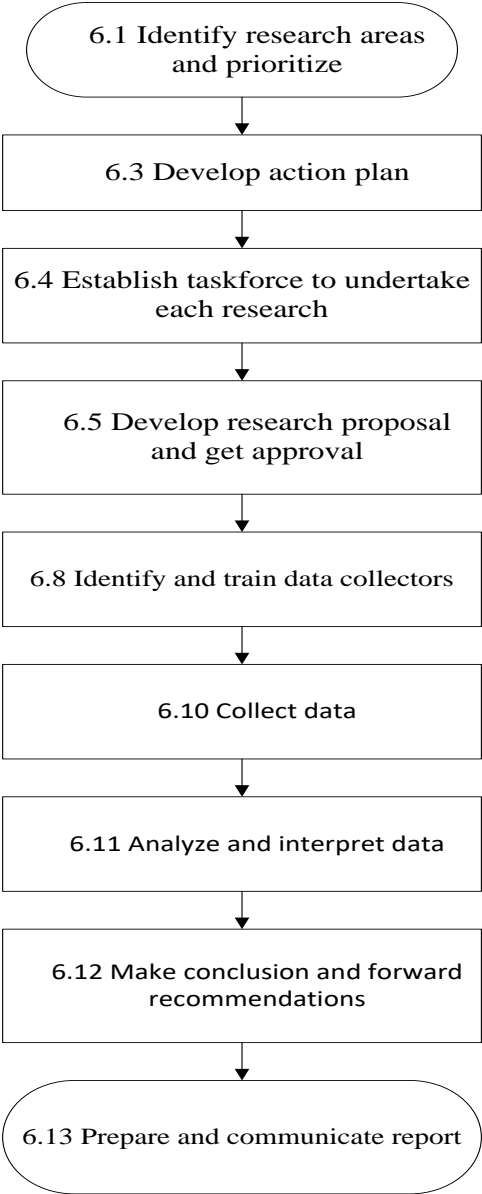 6.1 Identify research areas
and prioritize
6.3 Develop action plan
6.4 Establish taskforce to undertake
each research
6.5 Develop research proposal
and get approval
6.8 Identify and train data collectors
6.10 Collect data
6.11 Analyze and interpret data
6.12 Make conclusion and forward
recommendations
6.13 Prepare and communicate report